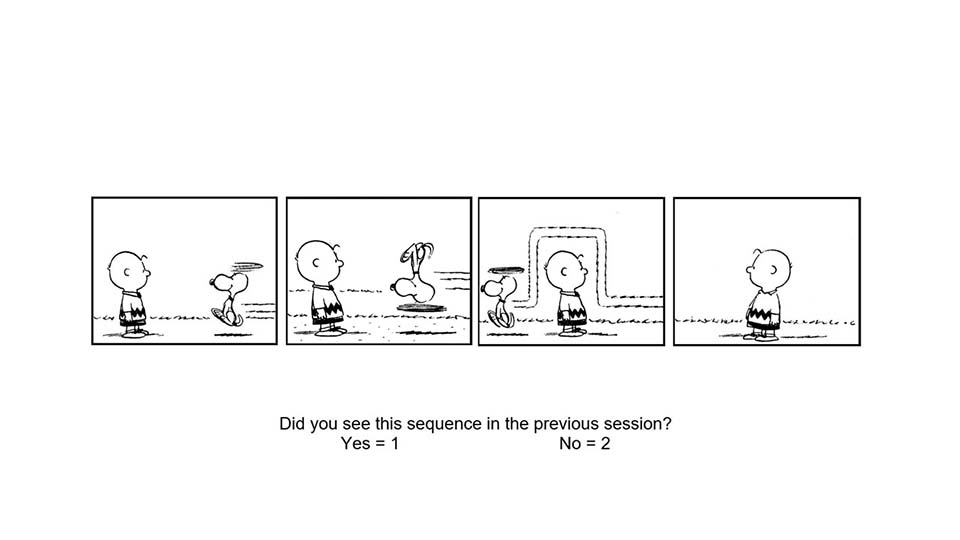 Did you see this sequence in the previous session?
Yes = 1 No = 2